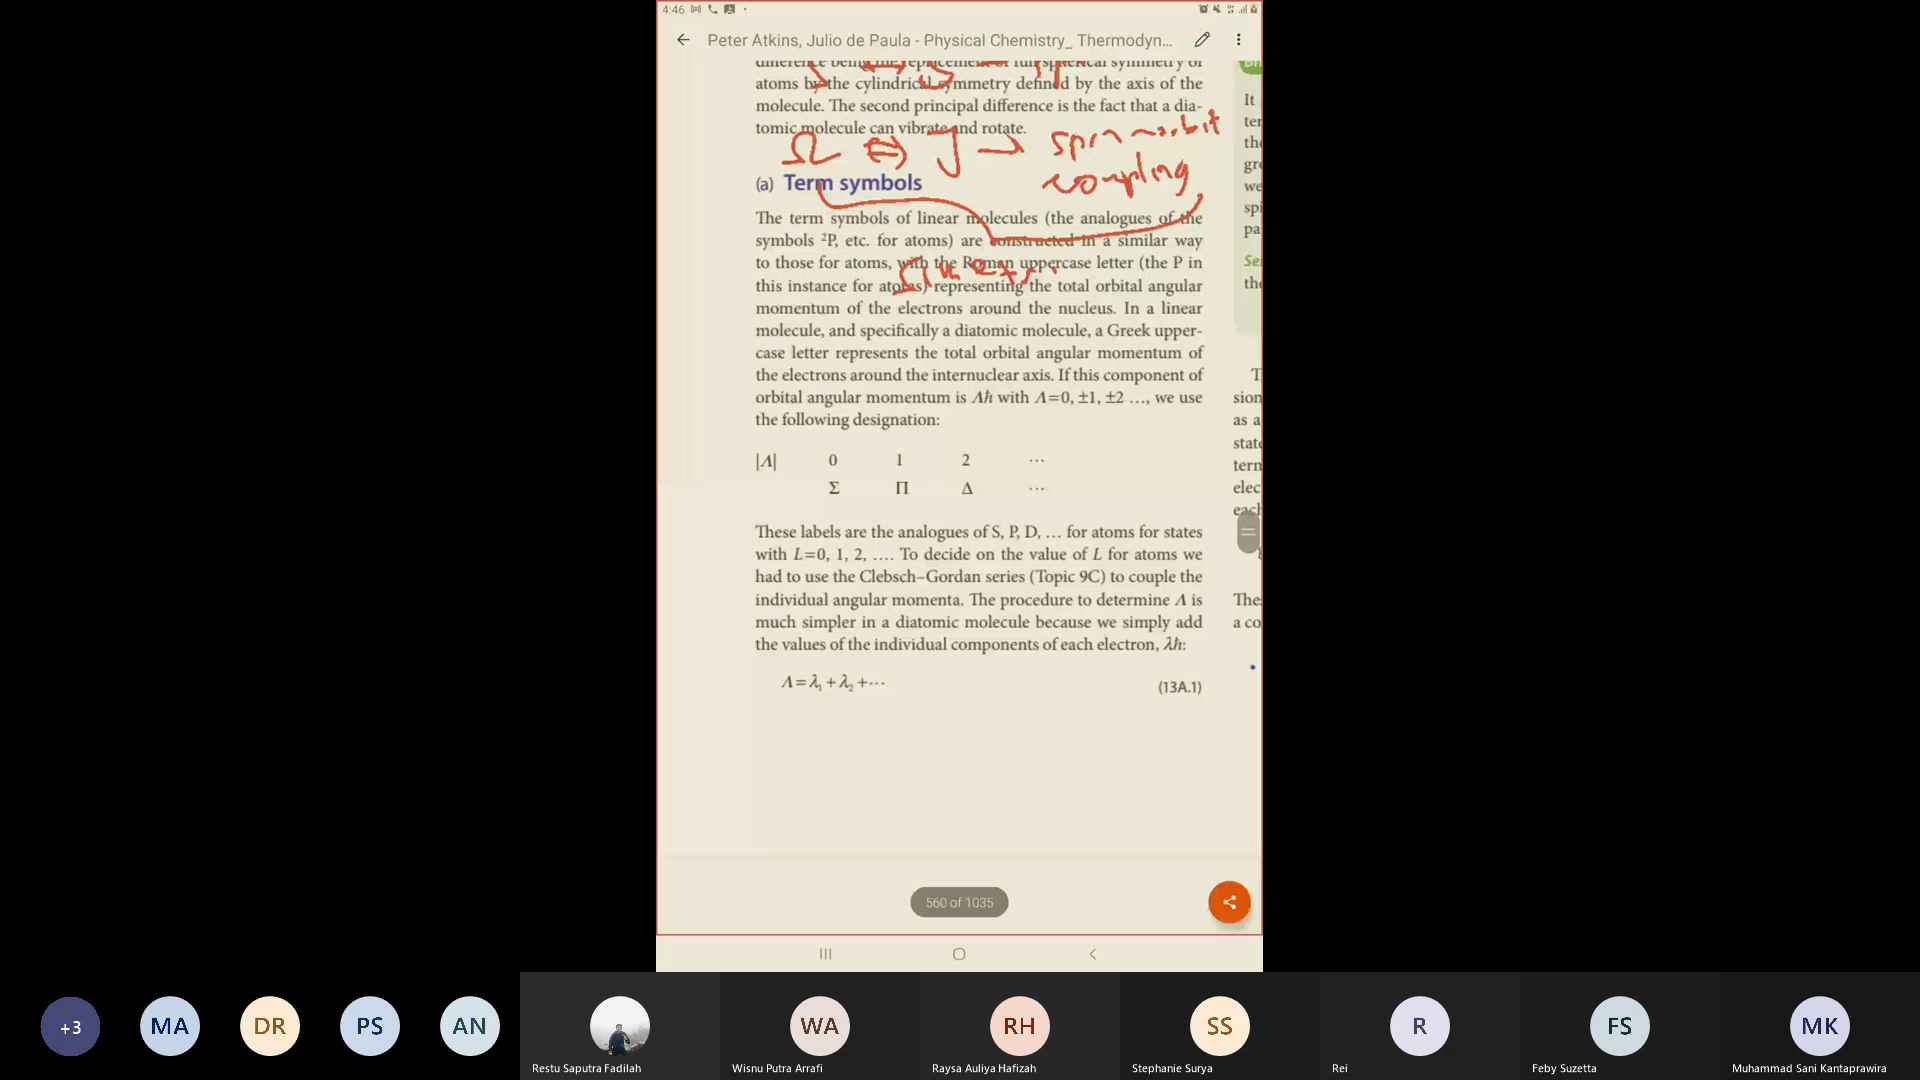 4:46
Peter Atkins, Julio de Paula - Physical Chemistry_ Thermodyn...
atoms by the cylindrical symmetry defined by the axis of the
molecule. The second principal difference is the fact that a dia-
tomic molecule can vibrate and rotate.
Ω ⇔ J → spin-orbit
coupling
(a) Term symbols
The term symbols of linear molecules (the analogues of the
symbols ²P, etc. for atoms) are constructed in a similar way
to those for atoms, with the Roman uppercase letter (the P in
this instance for atoms) representing the total orbital angular
momentum of the electrons around the nucleus. In a linear
molecule, and specifically a diatomic molecule, a Greek upper-
case letter represents the total orbital angular momentum of
the electrons around the internuclear axis. If this component of
orbital angular momentum is Λħ with Λ=0, ±1, ±2 …, we use
the following designation:
|Λ| 0 1 2 ⋯
Σ Π Δ ⋯
These labels are the analogues of S, P, D, … for atoms for states
with L=0, 1, 2, …. To decide on the value of L for atoms we
had to use the Clebsch–Gordan series (Topic 9C) to couple the
individual angular momenta. The procedure to determine Λ is
much simpler in a diatomic molecule because we simply add
the values of the individual components of each electron, λħ:
Λ=λ₁+λ₂+⋯ (13A.1)
It
Se
560 of 1035
+3
MA
DR
PS
AN
WA
RH
SS
R
FS
MK
Restu Saputra Fadilah
Wisnu Putra Arrafi
Raysa Auliya Hafizah
Stephanie Surya
Rei
Feby Suzetta
Muhammad Sani Kantaprawira